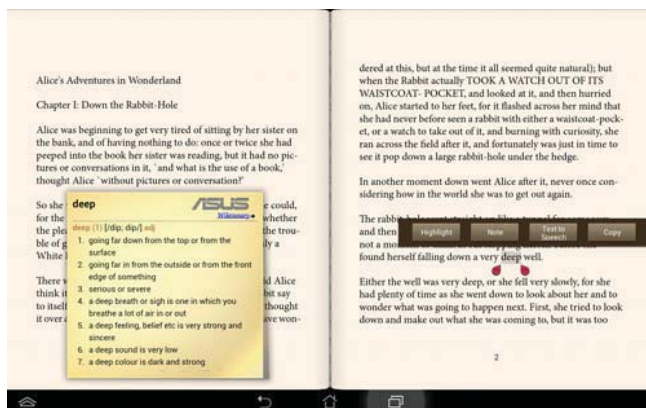 Alice's Adventures in Wonderland
Chapter I: Down the Rabbit-Hole
Alice was beginning to get very tired of sitting by her sister on
the bank, and of having nothing to do: once or twice she had
peeped into the book her sister was reading, but it had no pic-
tures or conversations in it, `and what is the use of a book,'
thought Alice `without pictures or conversation?'
So she could,
for the whether
the the trou-
ble of a
White
There Alice
think it say
to itself thought
it over won-
deep
ASUS
Wiktionary
deep (1) [/dip; dip/] adj
1. going far down from the top or from the
surface
2. going far in from the outside or from the front
edge of something
3. serious or severe
4. a deep breath or sigh is one in which you
breathe a lot of air in or out
5. a deep feeling, belief etc is very strong and
sincere
6. a deep sound is very low
7. a deep colour is dark and strong
dered at this, but at the time it all seemed quite natural); but
when the Rabbit actually TOOK A WATCH OUT OF ITS
WAISTCOAT- POCKET, and looked at it, and then hurried
on, Alice started to her feet, for it flashed across her mind that
she had never before seen a rabbit with either a waistcoat-pock-
et, or a watch to take out of it, and burning with curiosity, she
ran across the field after it, and fortunately was just in time to
see it pop down a large rabbit-hole under the hedge.
In another moment down went Alice after it, never once con-
sidering how in the world she was to get out again.
The
and then
Highlight
Note
Text to
Speech
Copy
not a
found herself falling down a very deep well.
Either the well was very deep, or she fell very slowly, for she
had plenty of time as she went down to look about her and to
wonder what was going to happen next. First, she tried to look
down and make out what she was coming to, but it was too
2